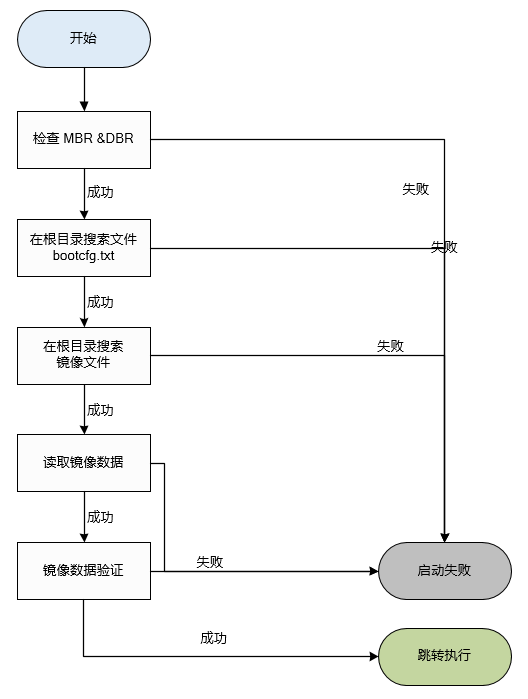 开始
检查 MBR &DBR
失败
成功
在根目录搜索文件
bootcfg.txt
失败
成功
在根目录搜索
镜像文件
失败
成功
读取镜像数据
成功
失败
镜像数据验证
启动失败
成功
跳转执行